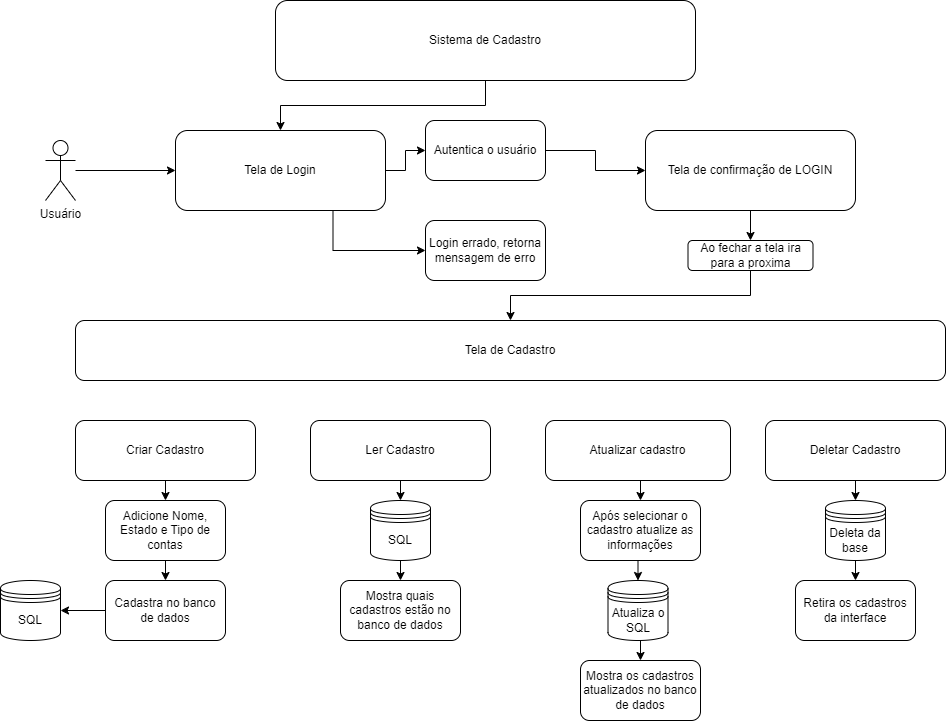 Sistema de Cadastro
Usuário
Tela de Login
Autentica o usuário
Tela de confirmação de LOGIN
Login errado, retorna
mensagem de erro
Ao fechar a tela ira
para a proxima
Tela de Cadastro
Criar Cadastro
Ler Cadastro
Atualizar cadastro
Deletar Cadastro
Adicione Nome,
Estado e Tipo de
contas
SQL
Após selecionar o
cadastro atualize as
informações
Deleta da
base
SQL
Cadastra no banco
de dados
Mostra quais
cadastros estão no
banco de dados
Atualiza o
SQL
Retira os cadastros
da interface
Mostra os cadastros
atualizados no banco
de dados